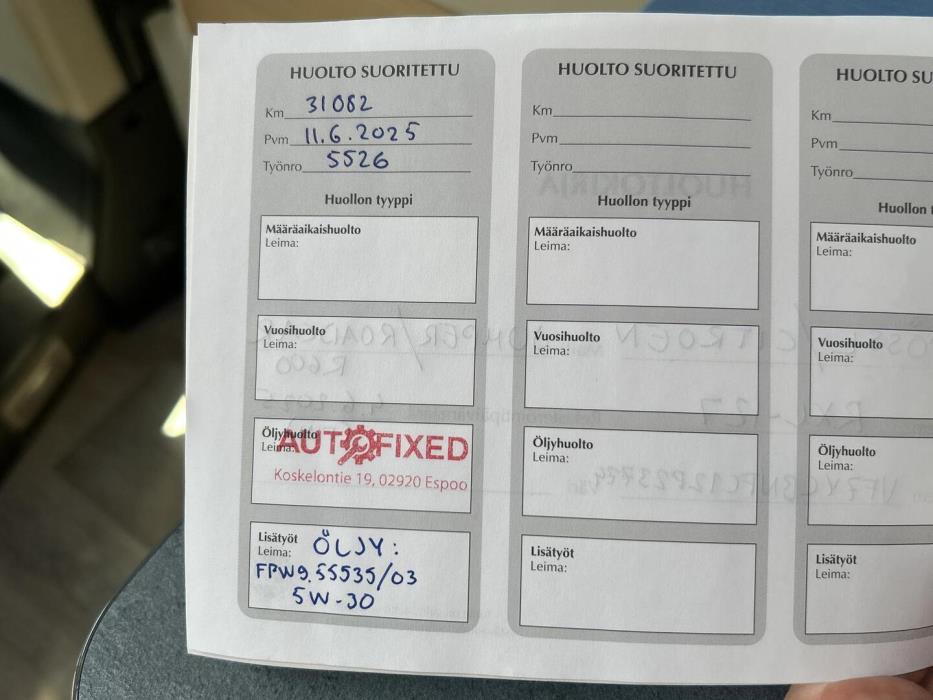 HUOLTO SUORITETTU
Km 31082
Pvm 11.6.2025
Työnro 5526
Huollon tyyppi
Määräaikaishuolto
Leima:
Vuosihuolto
Leima:
Öljyhuolto
Leima:
AUTOFIXED
Koskelontie 19, 02920 Espoo
Lisätyöt
Leima: ÖLJY:
FPW9.55535/03
5W-30
HUOLTO SUORITETTU
Km
Pvm
Työnro
Huollon tyyppi
Määräaikaishuolto
Leima:
Vuosihuolto
Leima:
Öljyhuolto
Leima:
Lisätyöt
Leima:
HUOLTO SU
Km
Pvm
Työnro
Huollon
Määräaikaishuolto
Leima:
Vuosihuolto
Leima:
Öljyhuolto
Leima:
Lisätyöt
Leima:
HUOLTOKIRJA